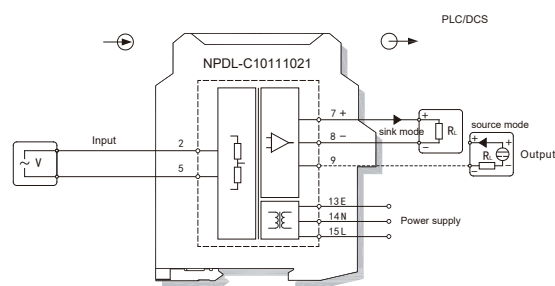 PLC/DCS
NPDL-C10111021
7 +
sink mode
8 −
+
RL
−
source mode
9
+
+
RL
−
−
Output
Input
2
5
~ V
13 E
14 N
Power supply
15 L